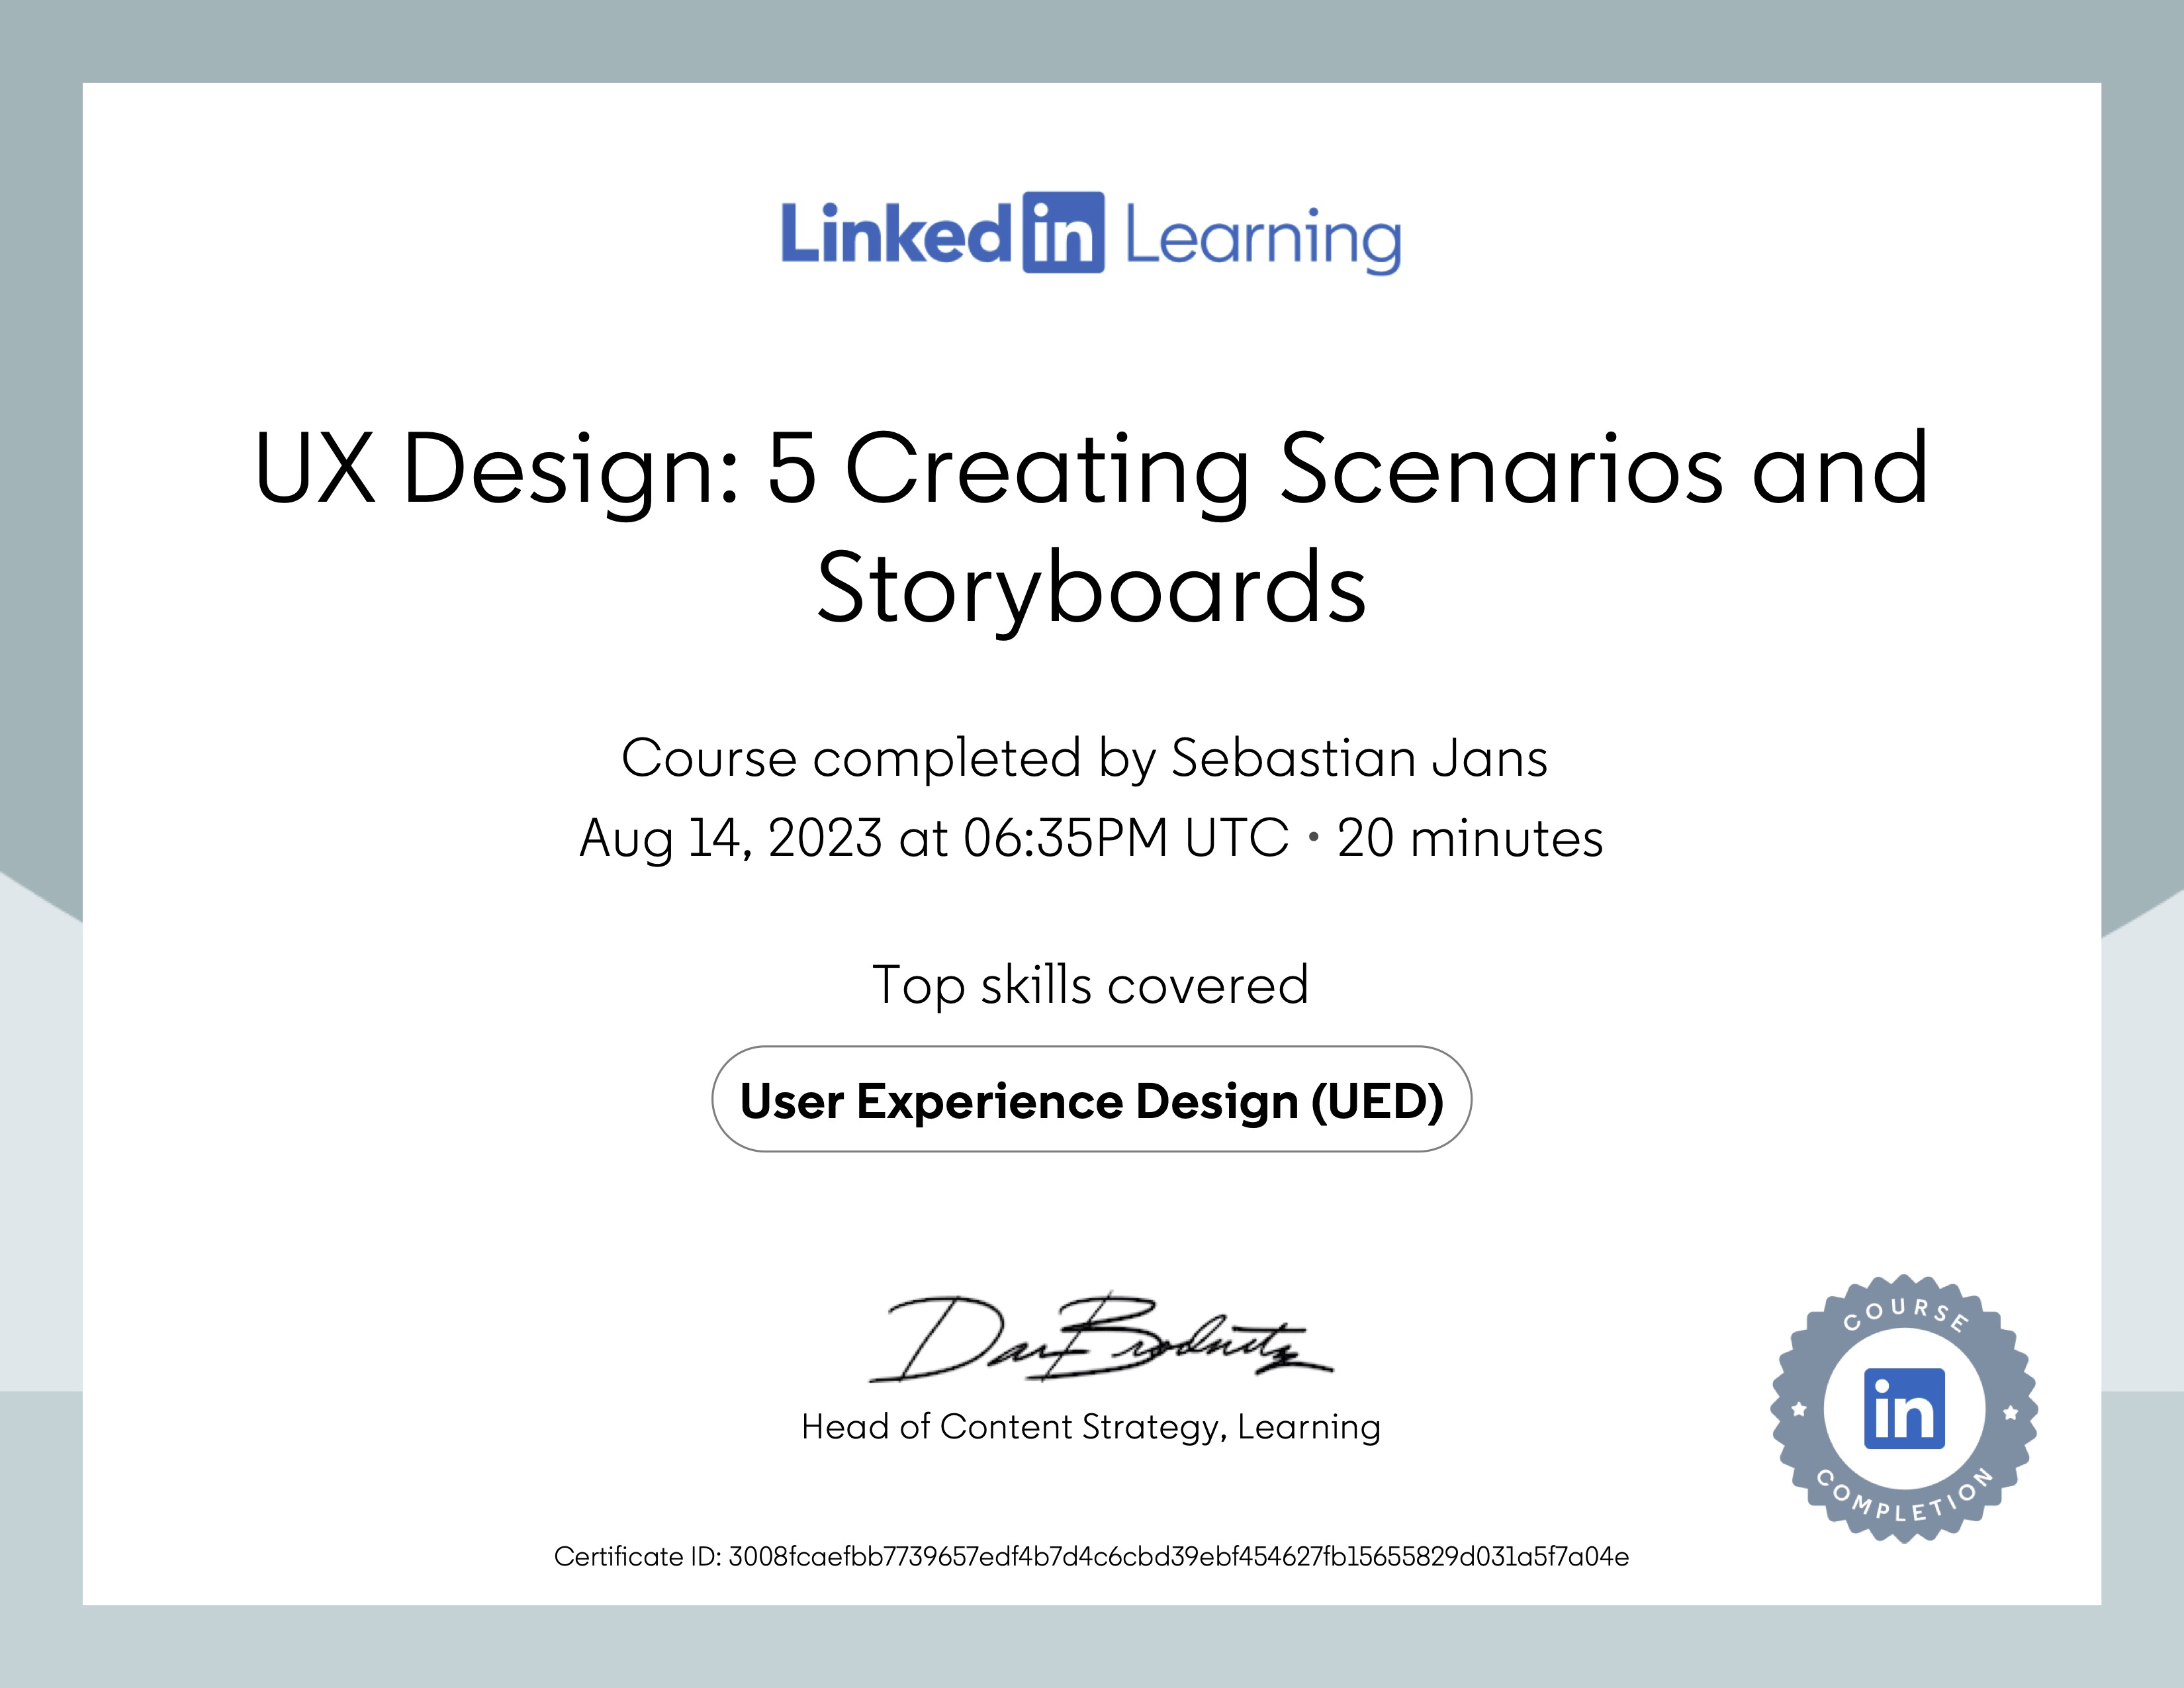 Linked in Learning
UX Design: 5 Creating Scenarios and
Storyboards
Course completed by Sebastian Jans
Aug 14, 2023 at 06:35PM UTC • 20 minutes
Top skills covered
User Experience Design (UED)
Dan Brodnitz
Head of Content Strategy, Learning
COURSE
in
COMPLETION
Certificate ID: 3008fcaefbb7739657edf4b7d4c6cbd39ebf454627fb15655829d031a5f7a04e